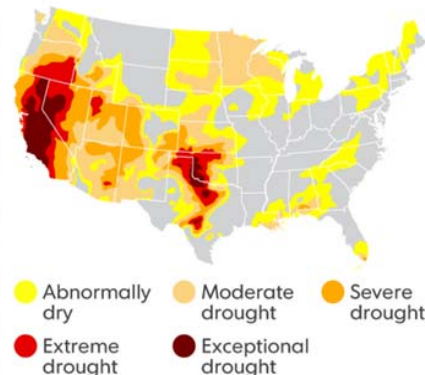 Abnormally
dry
Moderate
drought
Severe
drought
Extreme
drought
Exceptional
drought